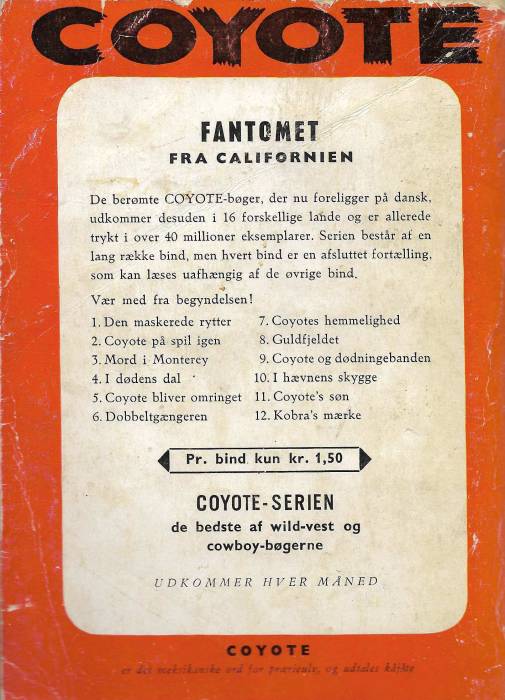 COYOTE
FANTOMET
FRA CALIFORNIEN
De berømte COYOTE-bøger, der nu foreligger på dansk,
udkommer desuden i 16 forskellige lande og er allerede
trykt i over 40 millioner eksemplarer. Serien består af en
lang række bind, men hvert bind er en afsluttet fortælling,
som kan læses uafhængig af de øvrige bind.
Vær med fra begyndelsen!
1. Den maskerede rytter
2. Coyote på spil igen
3. Mord i Monterey
4. I dødens dal
5. Coyote bliver omringet
6. Dobbeltgængeren
7. Coyotes hemmelighed
8. Guldfjeldet
9. Coyote og dødningebanden
10. I hævnens skygge
11. Coyote's søn
12. Kobra's mærke
Pr. bind kun kr. 1,50
COYOTE-SERIEN
de bedste af wild-vest og
cowboy-bøgerne
UDKOMMER HVER MÅNED
COYOTE
er det meksikanske ord for prærieulv, og udtales kåjåte